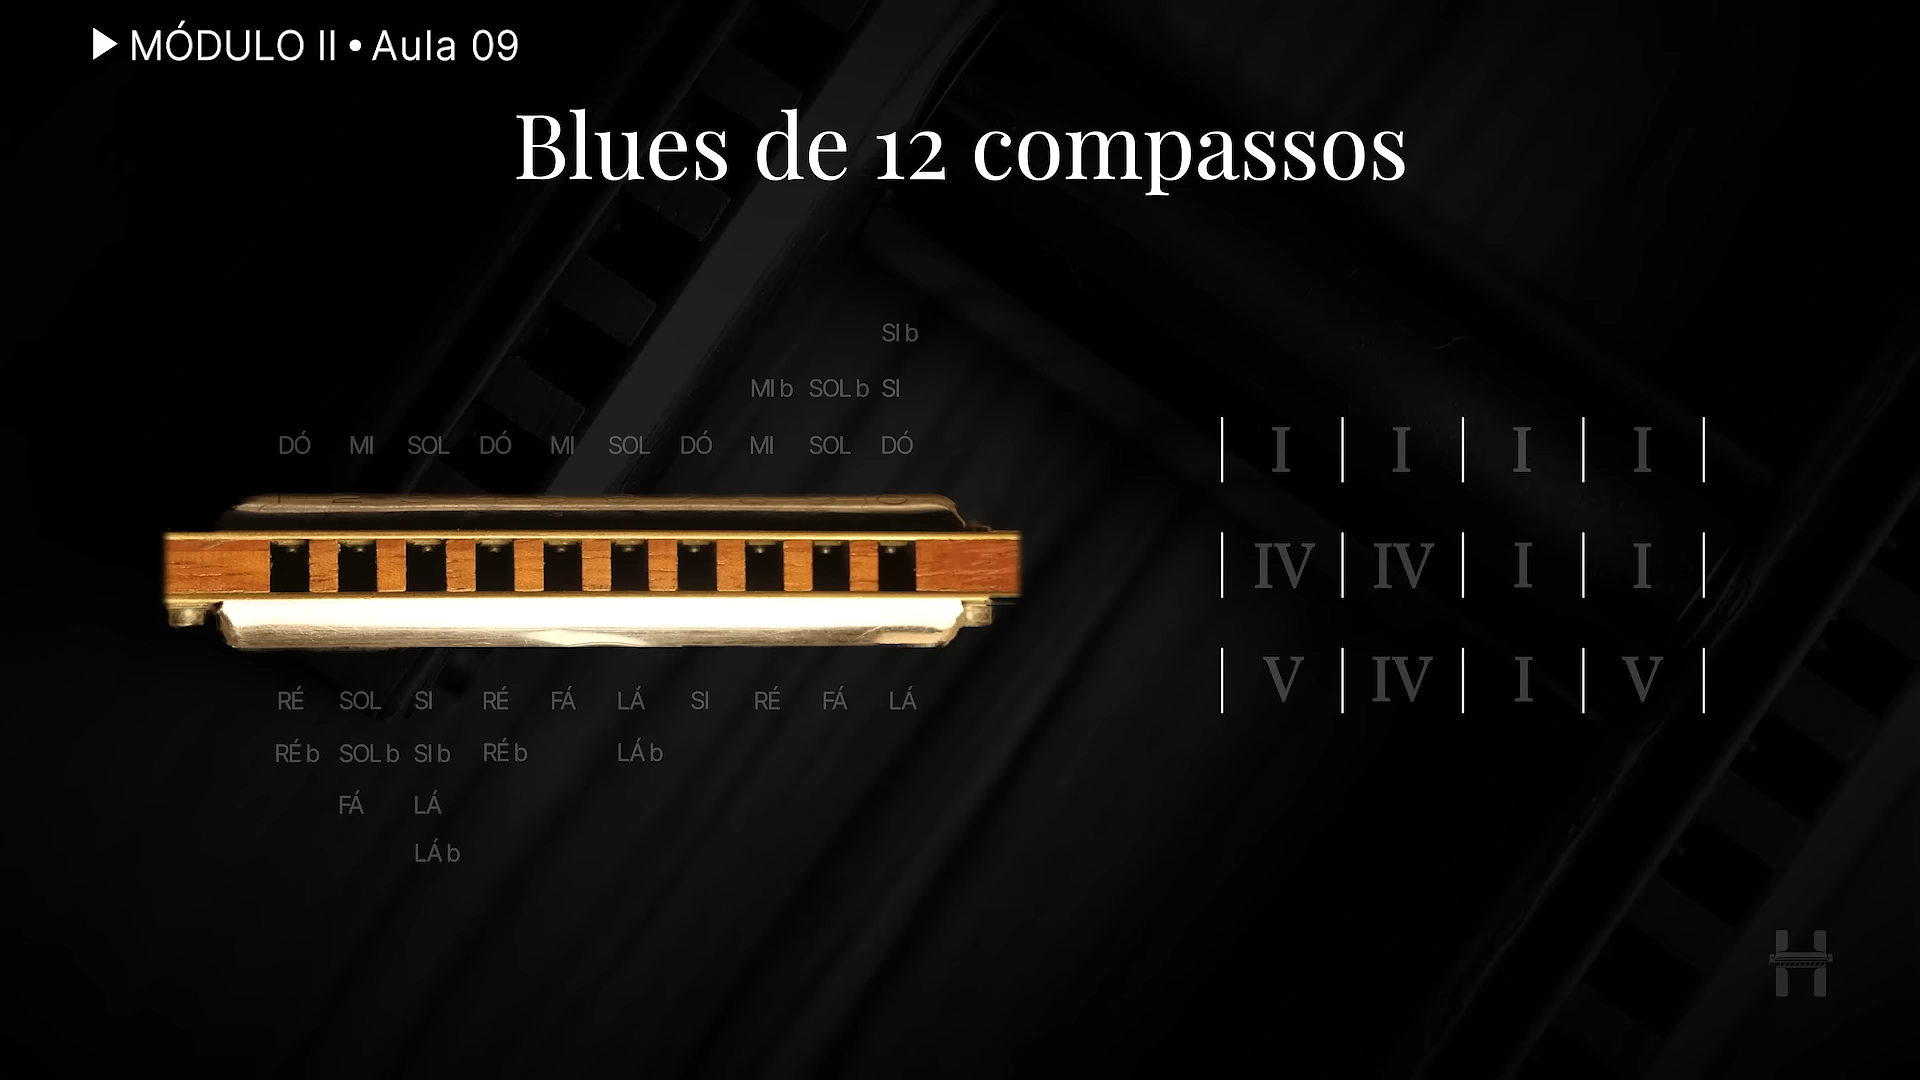 MÓDULO II • Aula 09
Blues de 12 compassos
SI b
MI b SOL b SI
DÓ MI SOL DÓ MI SOL DÓ MI SOL DÓ
RÉ SOL SI RÉ FÁ LÁ SI RÉ FÁ LÁ
RÉ b SOL b SI b RÉ b LÁ b
FÁ LÁ
LÁ b
| I | I | I | I |
| IV | IV | I | I |
| V | IV | I | V |
H